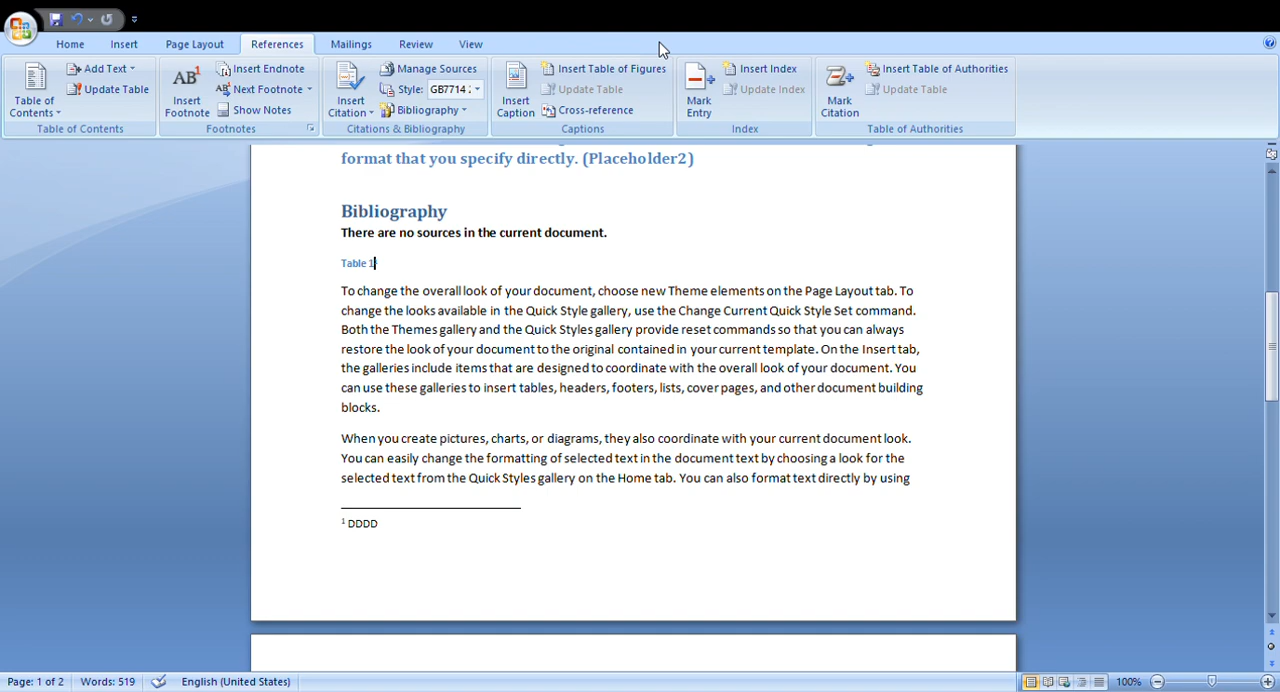 Home Insert Page Layout References Mailings Review View
Table of Contents
Add Text
Update Table
Table of Contents
AB¹ Insert Footnote
Insert Endnote
AB Next Footnote
Show Notes
Footnotes
Insert Citation
Manage Sources
Style: GB7714
Bibliography
Citations & Bibliography
Insert Caption
Insert Table of Figures
Update Table
Cross-reference
Captions
Mark Entry
Insert Index
Update Index
Index
Mark Citation
Insert Table of Authorities
Update Table
Table of Authorities
format that you specify directly. (Placeholder2)
Bibliography
There are no sources in the current document.
Table 1
To change the overall look of your document, choose new Theme elements on the Page Layout tab. To
change the looks available in the Quick Style gallery, use the Change Current Quick Style Set command.
Both the Themes gallery and the Quick Styles gallery provide reset commands so that you can always
restore the look of your document to the original contained in your current template. On the Insert tab,
the galleries include items that are designed to coordinate with the overall look of your document. You
can use these galleries to insert tables, headers, footers, lists, cover pages, and other document building
blocks.
When you create pictures, charts, or diagrams, they also coordinate with your current document look.
You can easily change the formatting of selected text in the document text by choosing a look for the
selected text from the Quick Styles gallery on the Home tab. You can also format text directly by using
1 DDDD
Page: 1 of 2 Words: 519 English (United States) 100%